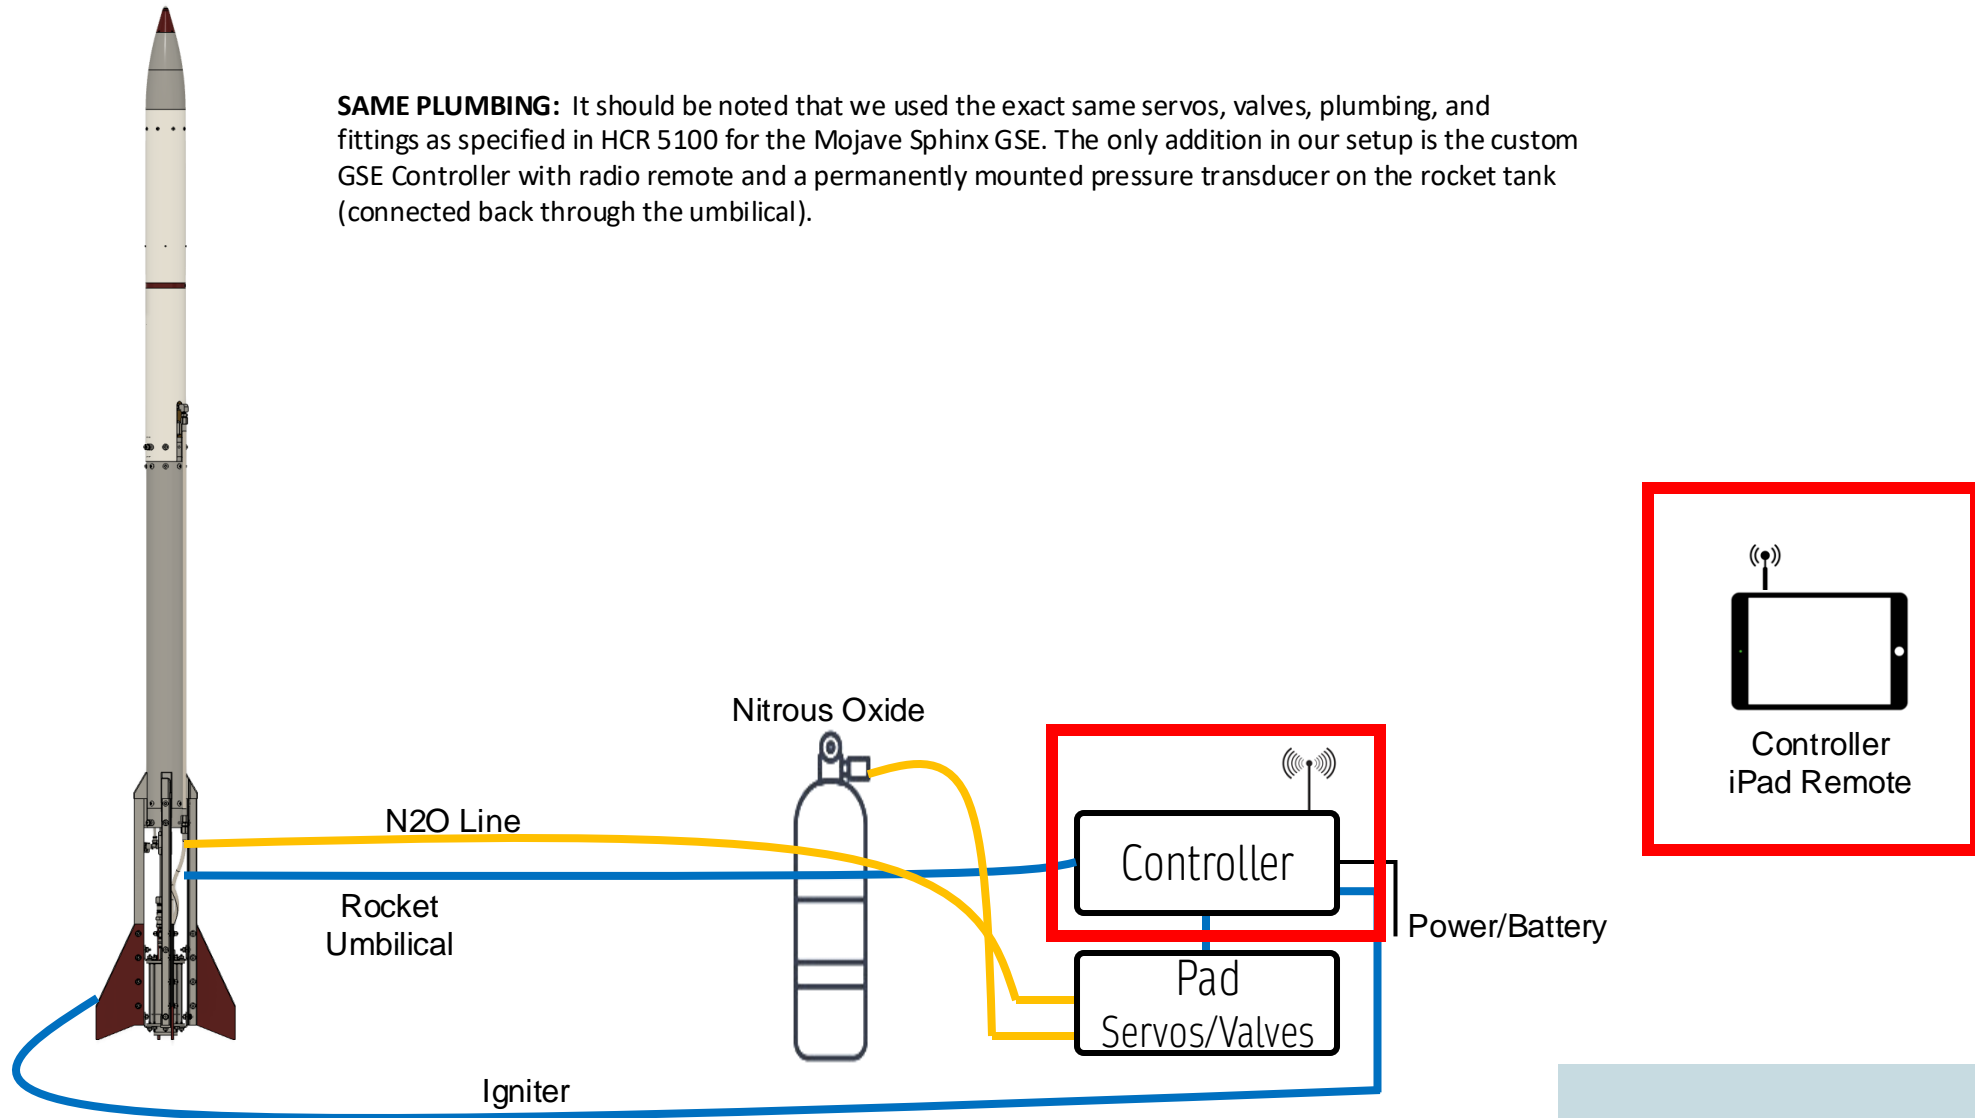 SAME PLUMBING: It should be noted that we used the exact same servos, valves, plumbing, and
fittings as specified in HCR 5100 for the Mojave Sphinx GSE. The only addition in our setup is the custom
GSE Controller with radio remote and a permanently mounted pressure transducer on the rocket tank
(connected back through the umbilical).
Nitrous Oxide
Controller
iPad Remote
N2O Line
Controller
Rocket
Umbilical
Power/Battery
Pad
Servos/Valves
Igniter